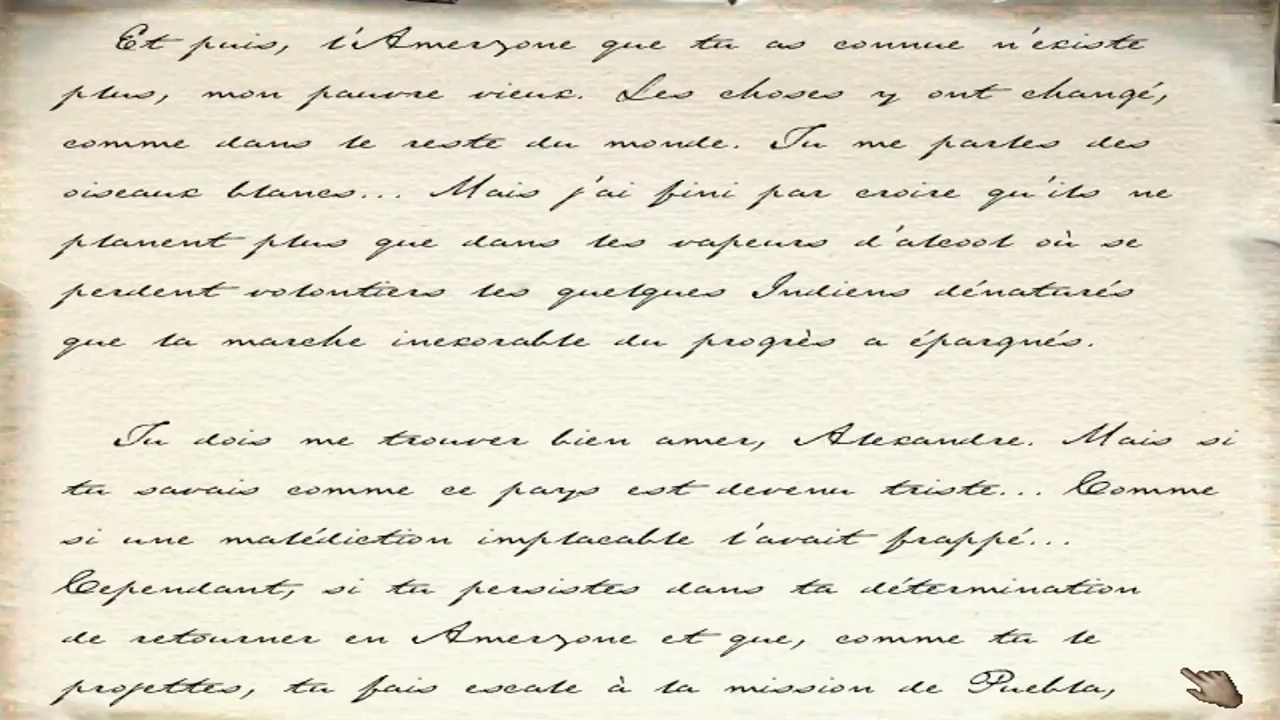 Et puis, l'Amerzone que tu as connue n'existe
plus, mon pauvre vieux. Les choses y ont changé,
comme dans le reste du monde. Tu me parles des
oiseaux blancs... Mais j'ai fini par croire qu'ils ne
planent plus que dans les vapeurs d'alcool où se
perdent volontiers les quelques Indiens dénaturés
que la marche inexorable du progrès a épargnés.
Tu dois me trouver bien amer, Alexandre. Mais si
tu savais comme ce pays est devenu triste... Comme
si une malédiction implacable l'avait frappé...
Cependant, si tu persistes dans ta détermination
de retourner en Amerzone et que, comme tu le
projettes, tu fais escale à la mission de Puebla,